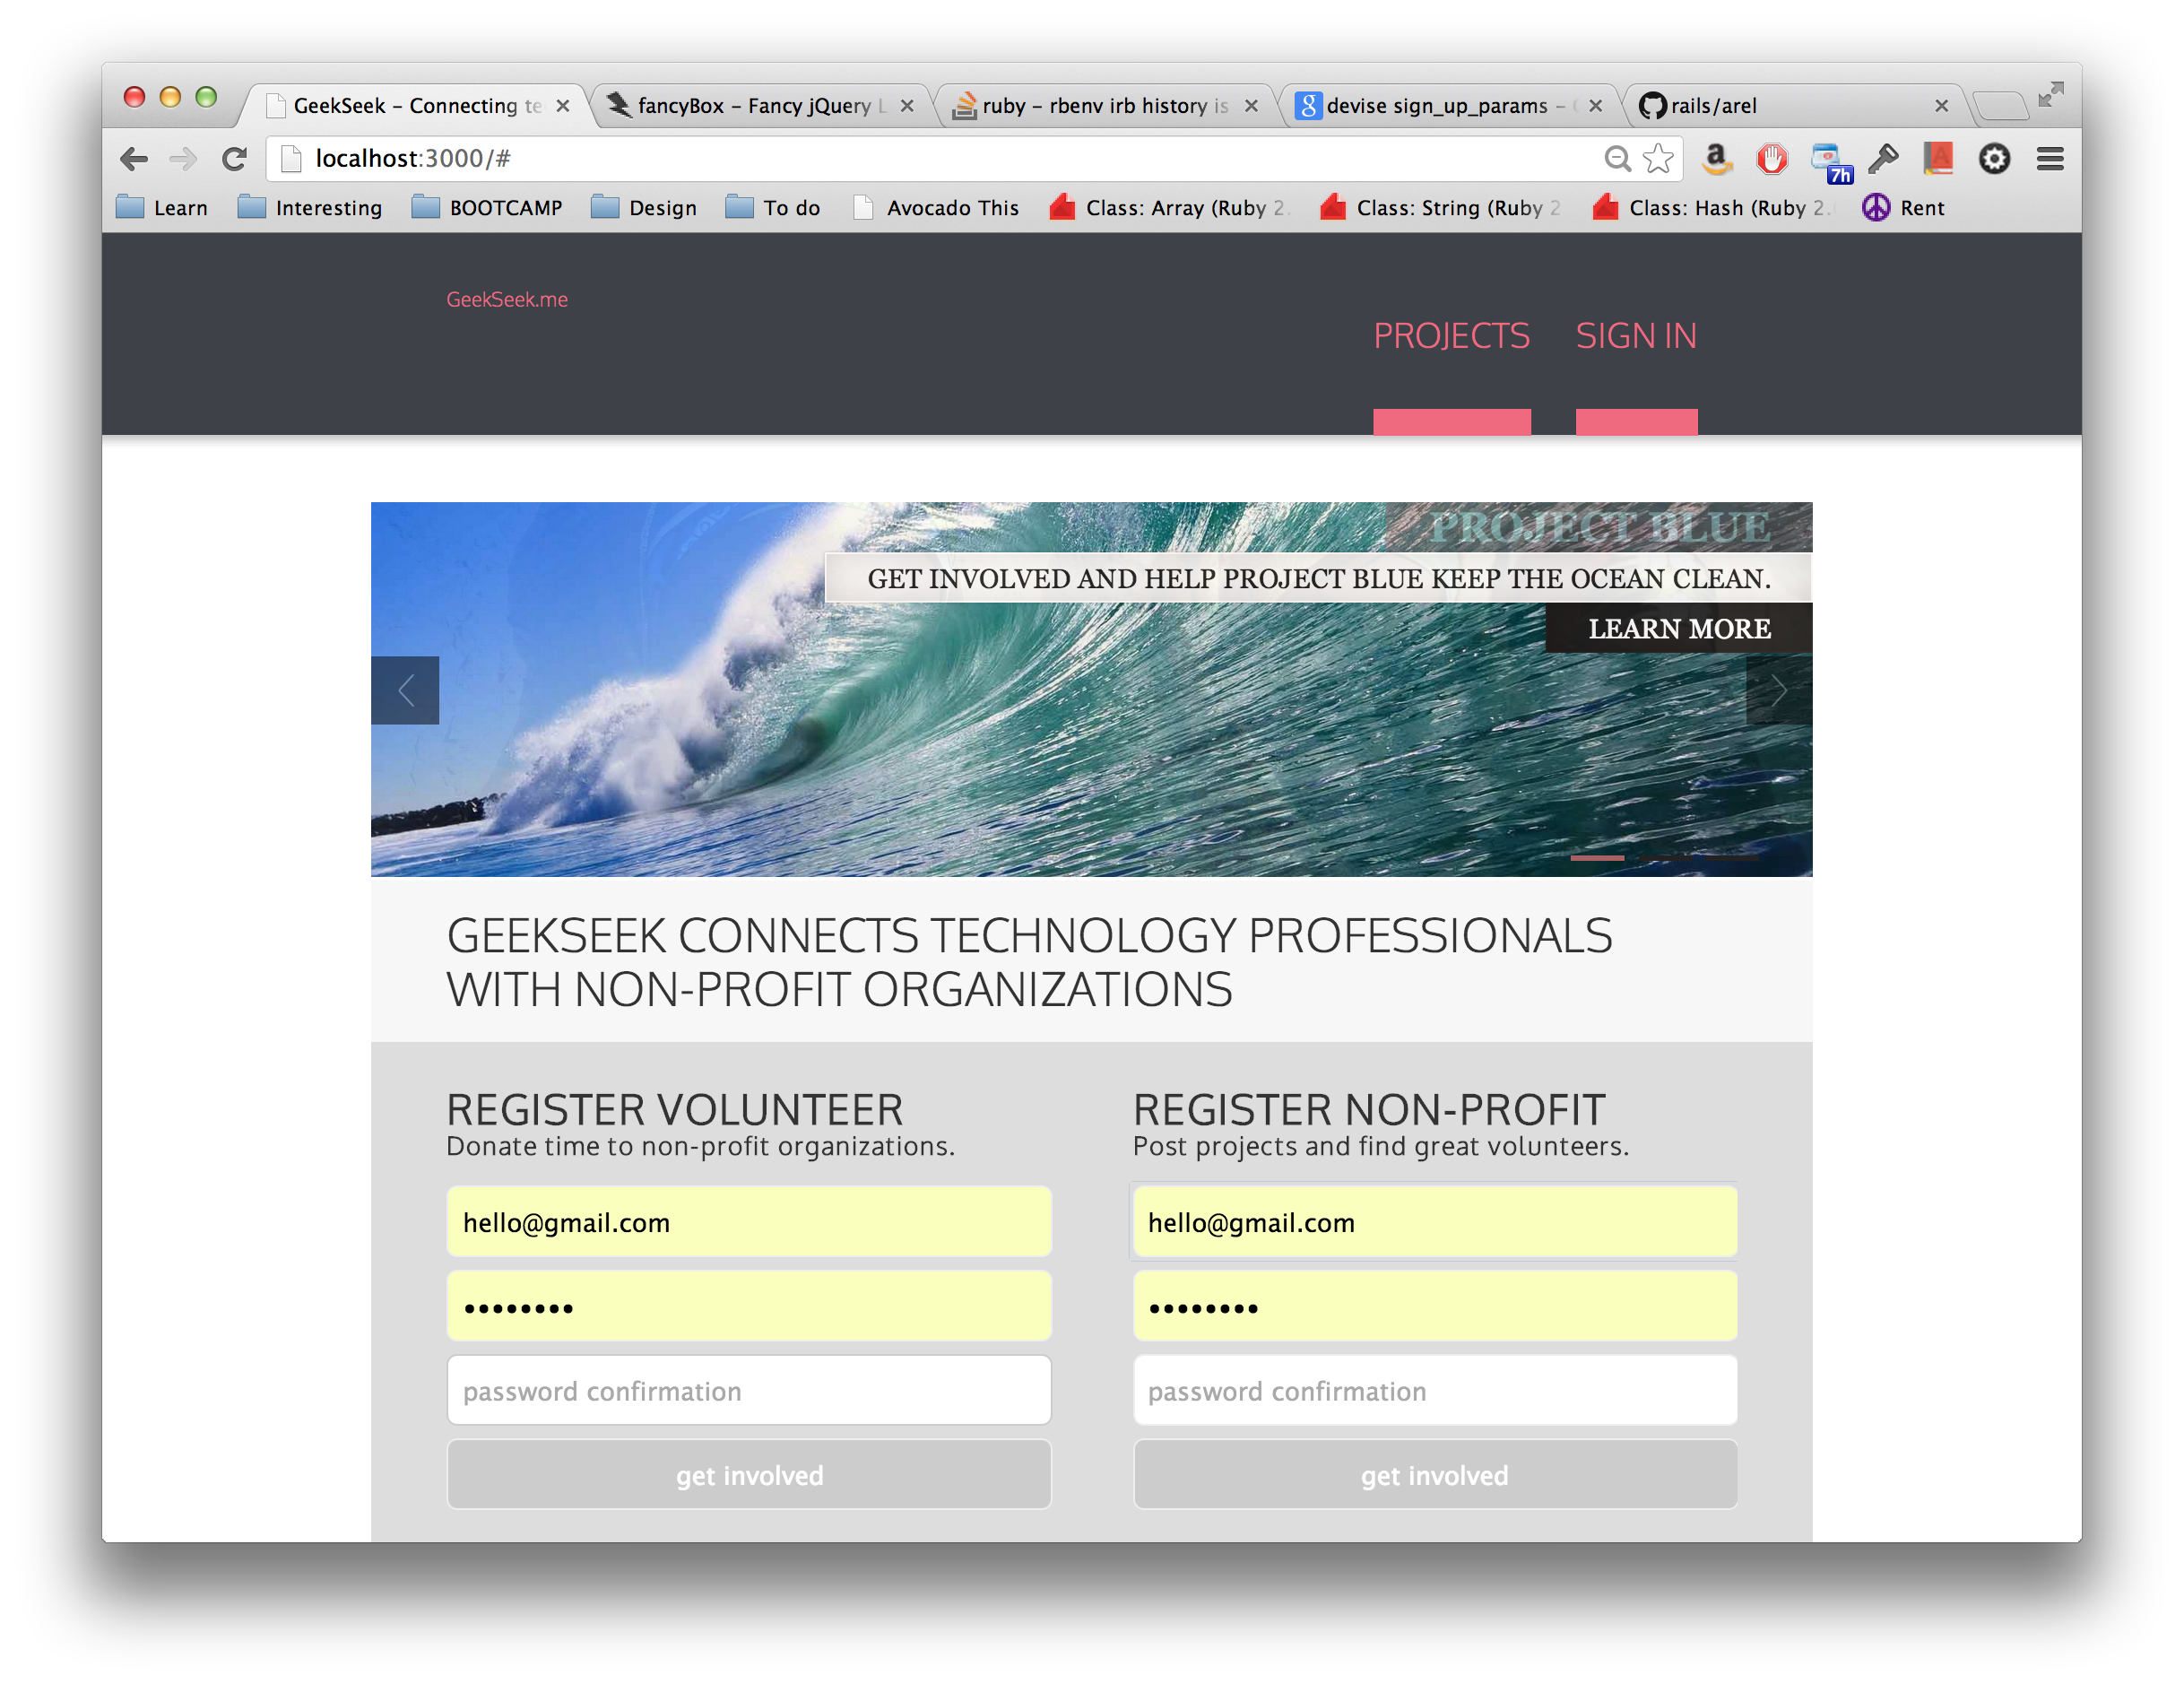 GeekSeek – Connecting te
fancyBox – Fancy jQuery L
ruby – rbenv irb history is
devise sign_up_params –
rails/arel
localhost:3000/#
7h
Learn
Interesting
BOOTCAMP
Design
To do
Avocado This
Class: Array (Ruby 2.
Class: String (Ruby 2
Class: Hash (Ruby 2.
Rent
GeekSeek.me
PROJECTS
SIGN IN
PROJECT BLUE
GET INVOLVED AND HELP PROJECT BLUE KEEP THE OCEAN CLEAN.
LEARN MORE
GEEKSEEK CONNECTS TECHNOLOGY PROFESSIONALS
WITH NON-PROFIT ORGANIZATIONS
REGISTER VOLUNTEER
Donate time to non-profit organizations.
hello@gmail.com
••••••••
password confirmation
get involved
REGISTER NON-PROFIT
Post projects and find great volunteers.
hello@gmail.com
••••••••
password confirmation
get involved